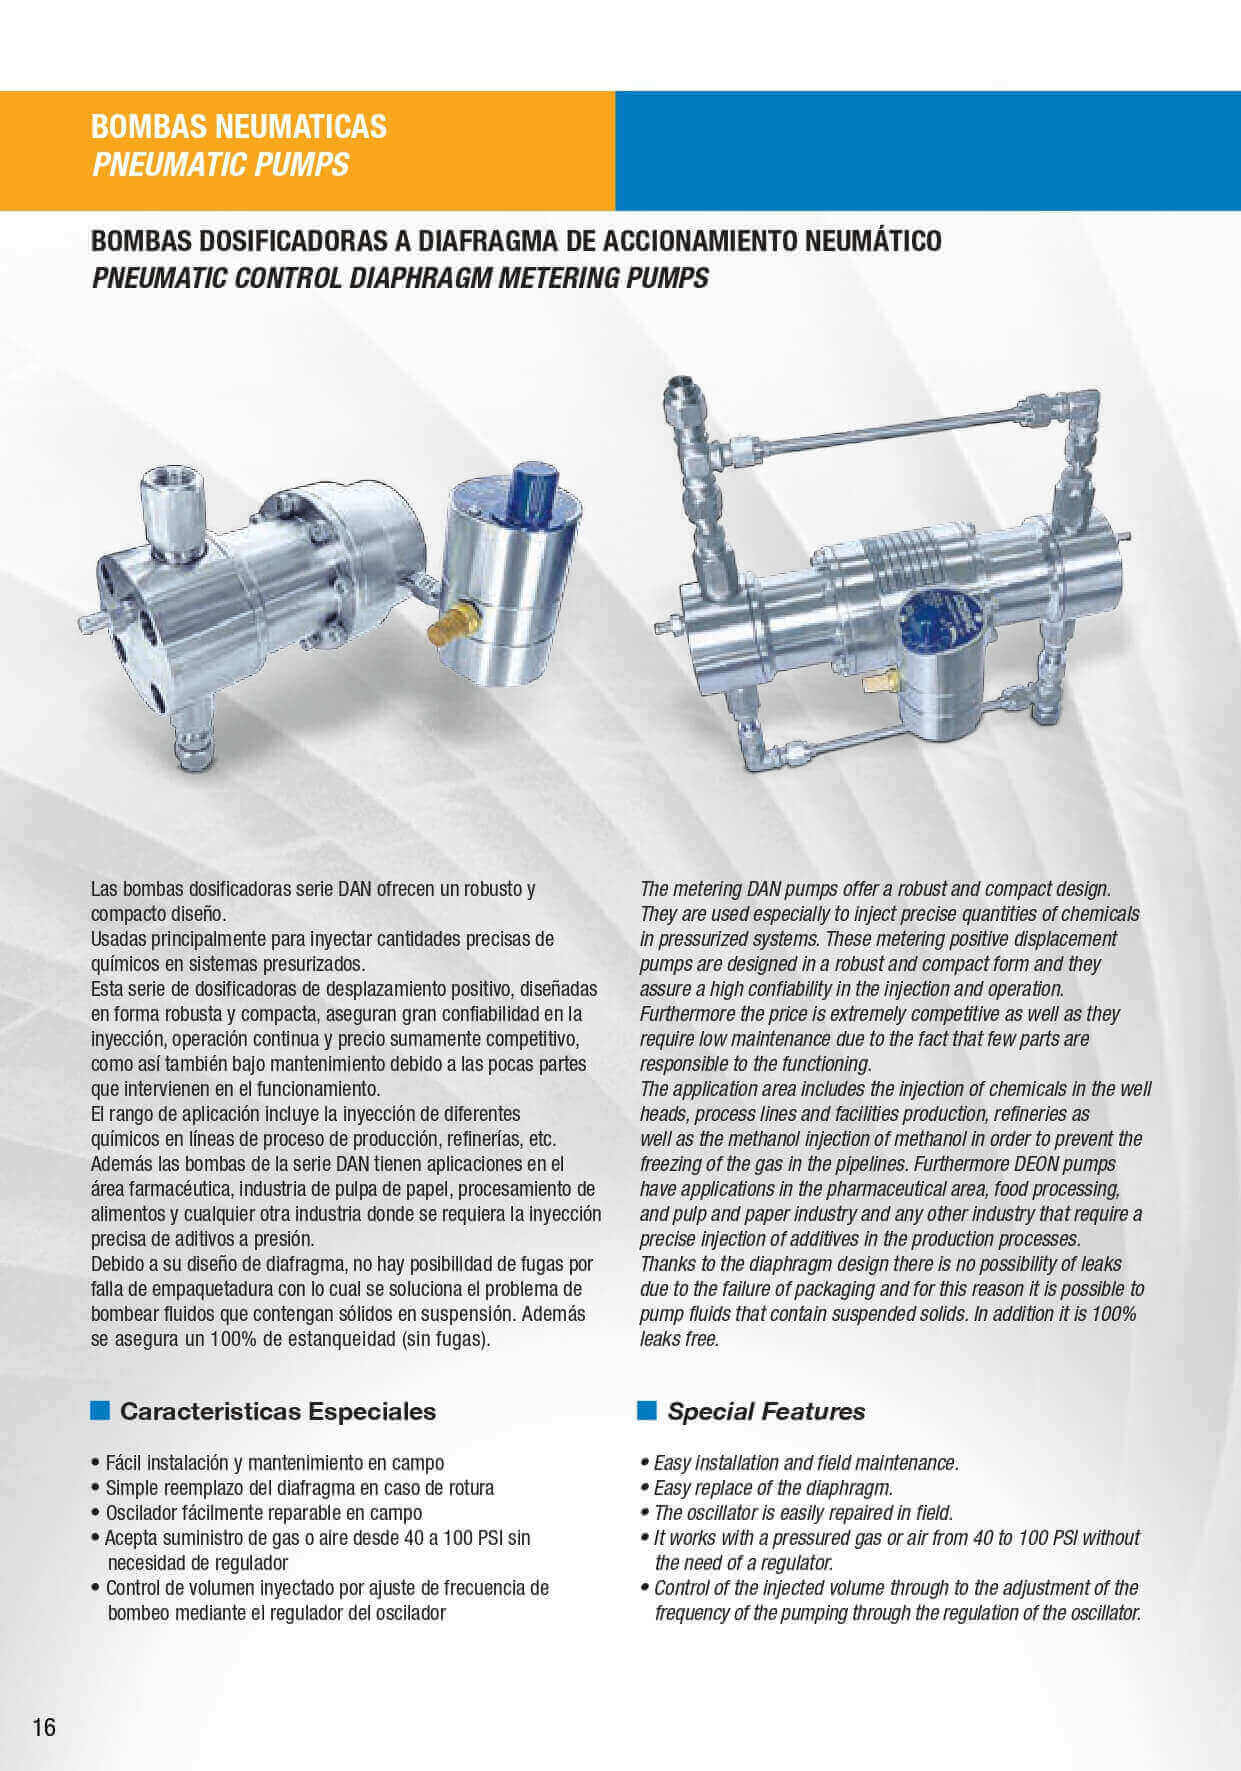 BOMBAS NEUMATICAS
PNEUMATIC PUMPS
BOMBAS DOSIFICADORAS A DIAFRAGMA DE ACCIONAMIENTO NEUMÁTICO
PNEUMATIC CONTROL DIAPHRAGM METERING PUMPS
Las bombas dosificadoras serie DAN ofrecen un robusto y
compacto diseño.
Usadas principalmente para inyectar cantidades precisas de
químicos en sistemas presurizados.
Esta serie de dosificadoras de desplazamiento positivo, diseñadas
en forma robusta y compacta, aseguran gran confiabilidad en la
inyección, operación continua y precio sumamente competitivo,
como así también bajo mantenimiento debido a las pocas partes
que intervienen en el funcionamiento.
El rango de aplicación incluye la inyección de diferentes
químicos en líneas de proceso de producción, refinerías, etc.
Además las bombas de la serie DAN tienen aplicaciones en el
área farmacéutica, industria de pulpa de papel, procesamiento de
alimentos y cualquier otra industria donde se requiera la inyección
precisa de aditivos a presión.
Debido a su diseño de diafragma, no hay posibilidad de fugas por
falla de empaquetadura con lo cual se soluciona el problema de
bombear fluidos que contengan sólidos en suspensión. Además
se asegura un 100% de estanqueidad (sin fugas).
The metering DAN pumps offer a robust and compact design.
They are used especially to inject precise quantities of chemicals
in pressurized systems. These metering positive displacement
pumps are designed in a robust and compact form and they
assure a high confiability in the injection and operation.
Furthermore the price is extremely competitive as well as they
require low maintenance due to the fact that few parts are
responsible to the functioning.
The application area includes the injection of chemicals in the well
heads, process lines and facilities production, refineries as
well as the methanol injection of methanol in order to prevent the
freezing of the gas in the pipelines. Furthermore DEON pumps
have applications in the pharmaceutical area, food processing,
and pulp and paper industry and any other industry that require a
precise injection of additives in the production processes.
Thanks to the diaphragm design there is no possibility of leaks
due to the failure of packaging and for this reason it is possible to
pump fluids that contain suspended solids. In addition it is 100%
leaks free.
Caracteristicas Especiales
• Fácil instalación y mantenimiento en campo
• Simple reemplazo del diafragma en caso de rotura
• Oscilador fácilmente reparable en campo
• Acepta suministro de gas o aire desde 40 a 100 PSI sin
necesidad de regulador
• Control de volumen inyectado por ajuste de frecuencia de
bombeo mediante el regulador del oscilador
Special Features
• Easy installation and field maintenance.
• Easy replace of the diaphragm.
• The oscillator is easily repaired in field.
• It works with a pressured gas or air from 40 to 100 PSI without
the need of a regulator.
• Control of the injected volume through to the adjustment of the
frequency of the pumping through the regulation of the oscillator.
16